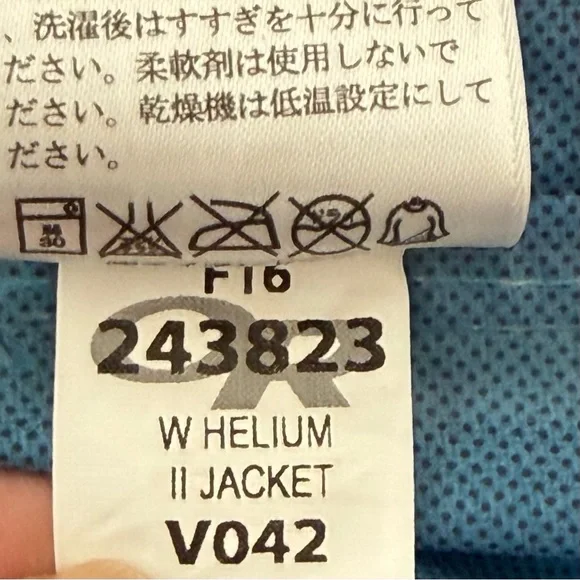 、洗濯後はすすぎを十分に行って
ださい。柔軟剤は使用しないで
ださい。乾燥機は低温設定にして
ださい。
F16
243823
OR
W HELIUM
II JACKET
V042